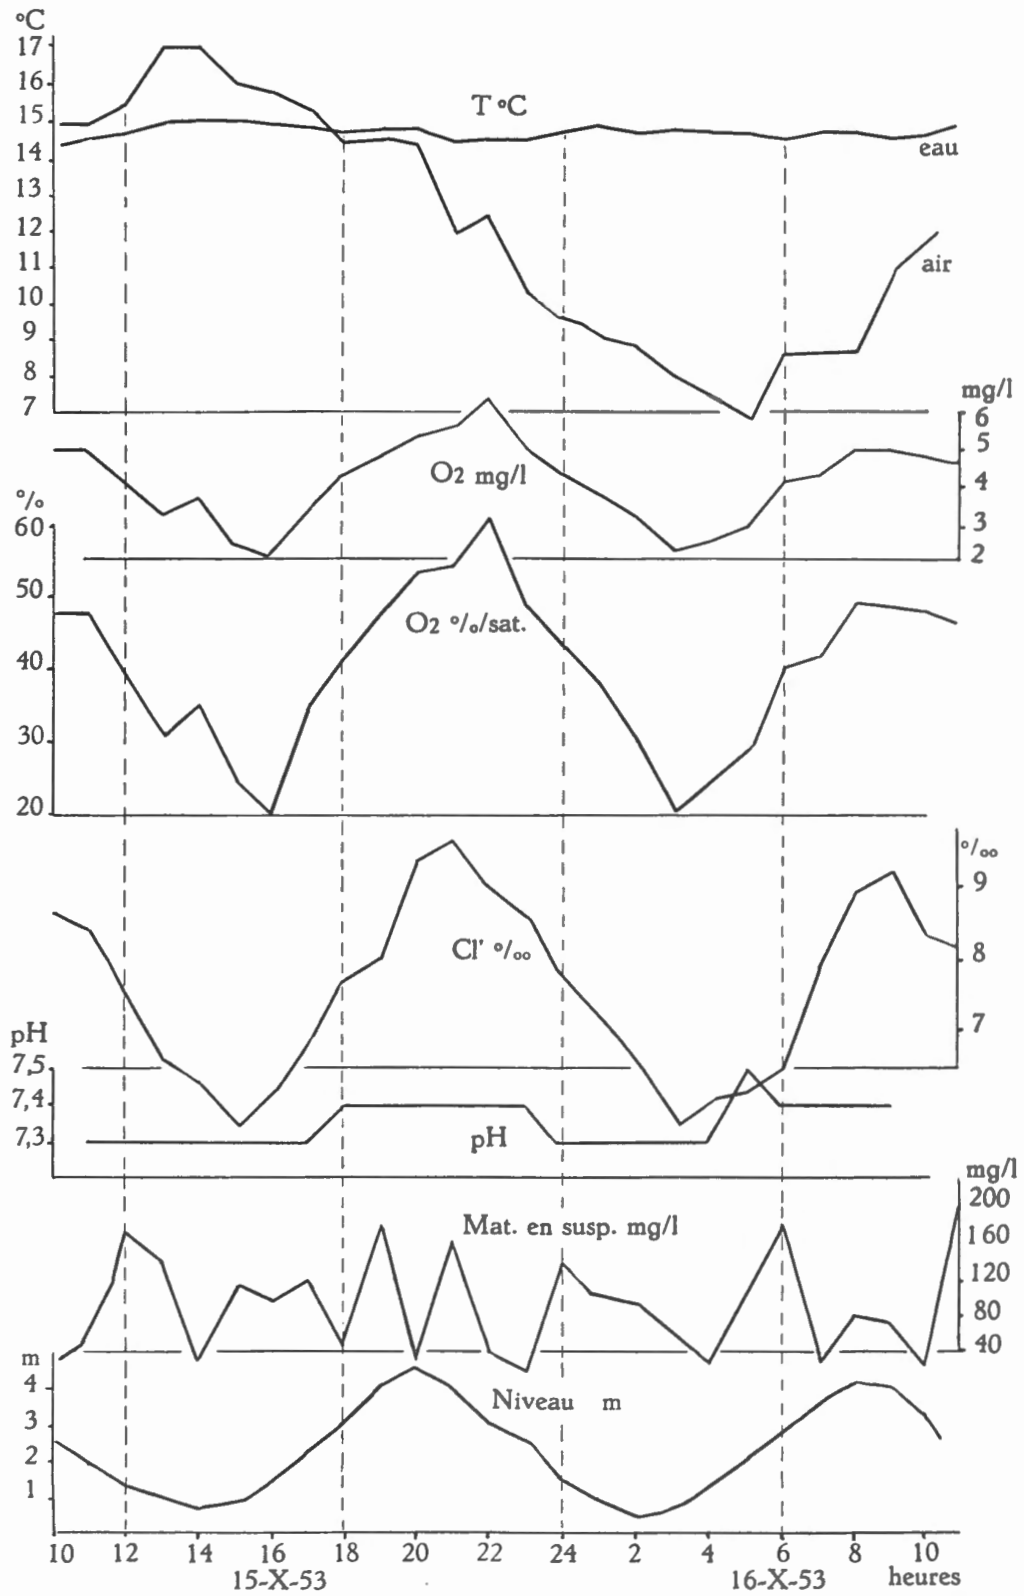 °C
17
16
15
14
13
12
11
10
9
8
7
T °C
eau
air
mg/l
6
5
4
3
2
O2 mg/l
%
60
50
40
30
20
O2 %/sat.
‰
9
8
7
Cl' ‰
pH
7,5
7,4
7,3
pH
mg/l
200
160
120
80
40
Mat. en susp. mg/l
m
4
3
2
1
Niveau m
10 12 14 16 18 20 22 24 2 4 6 8 10
15-X-53 16-X-53 heures